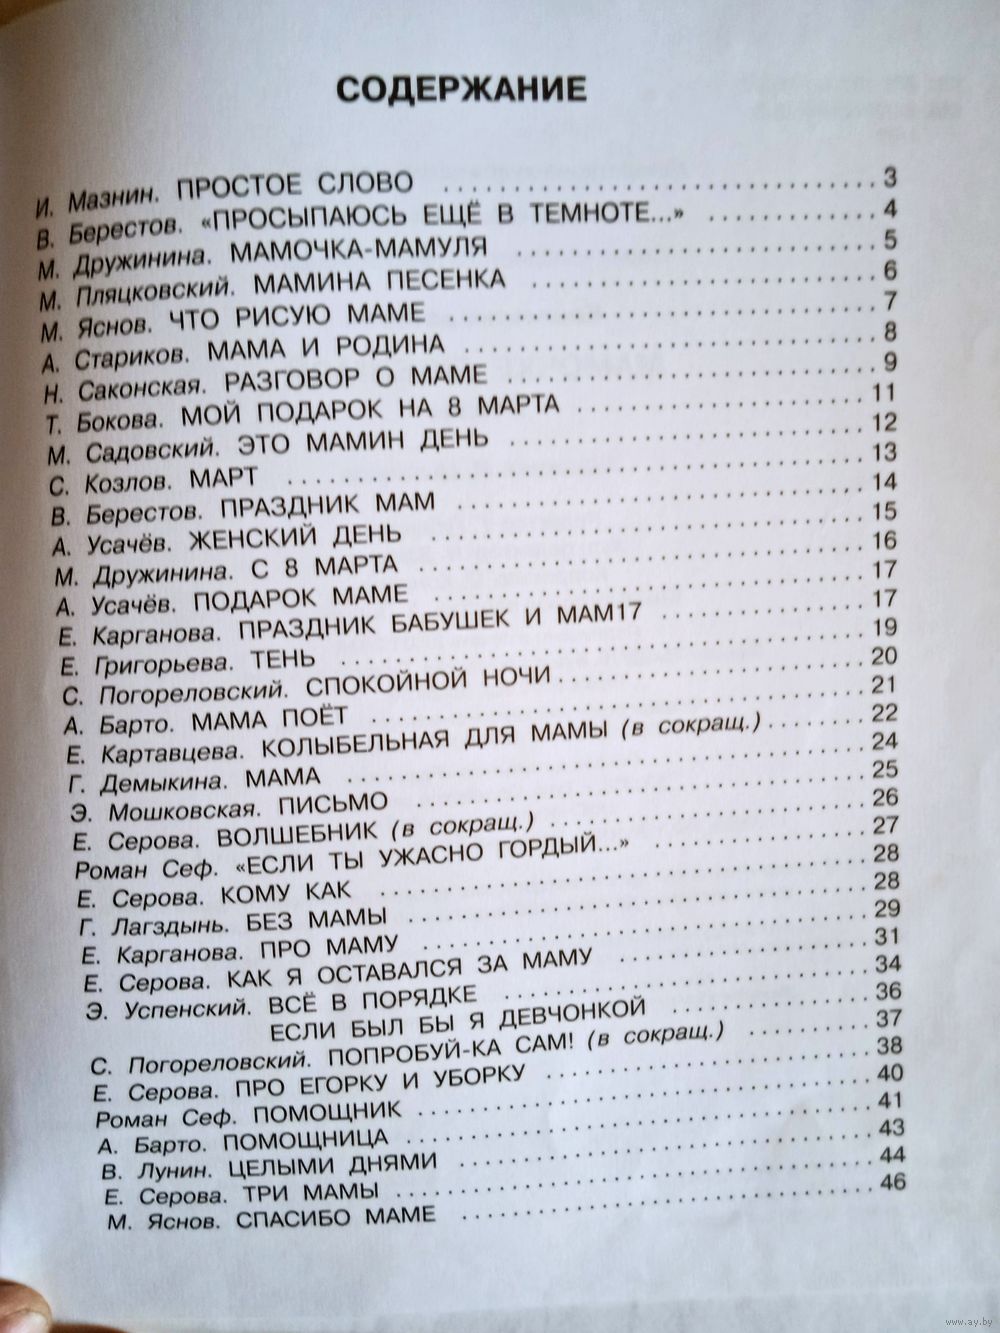 СОДЕРЖАНИЕ
И. Мазнин. ПРОСТОЕ СЛОВО ........ 3
В. Берестов. «ПРОСЫПАЮСЬ ЕЩЁ В ТЕМНОТЕ...» ........ 4
М. Дружинина. МАМОЧКА-МАМУЛЯ ........ 5
М. Пляцковский. МАМИНА ПЕСЕНКА ........ 6
М. Яснов. ЧТО РИСУЮ МАМЕ ........ 7
А. Стариков. МАМА И РОДИНА ........ 8
Н. Саконская. РАЗГОВОР О МАМЕ ........ 9
Т. Бокова. МОЙ ПОДАРОК НА 8 МАРТА ........ 11
М. Садовский. ЭТО МАМИН ДЕНЬ ........ 12
С. Козлов. МАРТ ........ 13
В. Берестов. ПРАЗДНИК МАМ ........ 14
А. Усачёв. ЖЕНСКИЙ ДЕНЬ ........ 15
М. Дружинина. С 8 МАРТА ........ 16
А. Усачёв. ПОДАРОК МАМЕ ........ 17
Е. Карганова. ПРАЗДНИК БАБУШЕК И МАМ17 ........ 17
Е. Григорьева. ТЕНЬ ........ 19
С. Погореловский. СПОКОЙНОЙ НОЧИ ........ 20
А. Барто. МАМА ПОЁТ ........ 21
Е. Картавцева. КОЛЫБЕЛЬНАЯ ДЛЯ МАМЫ (в сокращ.) ........ 22
Г. Демыкина. МАМА ........ 24
Э. Мошковская. ПИСЬМО ........ 25
Е. Серова. ВОЛШЕБНИК (в сокращ.) ........ 26
Роман Сеф. «ЕСЛИ ТЫ УЖАСНО ГОРДЫЙ...» ........ 27
Е. Серова. КОМУ КАК ........ 28
Г. Лагздынь. БЕЗ МАМЫ ........ 28
Е. Карганова. ПРО МАМУ ........ 29
Е. Серова. КАК Я ОСТАВАЛСЯ ЗА МАМУ ........ 31
Э. Успенский. ВСЁ В ПОРЯДКЕ ........ 34
ЕСЛИ БЫЛ БЫ Я ДЕВЧОНКОЙ ........ 36
С. Погореловский. ПОПРОБУЙ-КА САМ! (в сокращ.) ........ 37
Е. Серова. ПРО ЕГОРКУ И УБОРКУ ........ 38
Роман Сеф. ПОМОЩНИК ........ 40
А. Барто. ПОМОЩНИЦА ........ 41
В. Лунин. ЦЕЛЫМИ ДНЯМИ ........ 43
Е. Серова. ТРИ МАМЫ ........ 44
М. Яснов. СПАСИБО МАМЕ ........ 46
www.ay.by